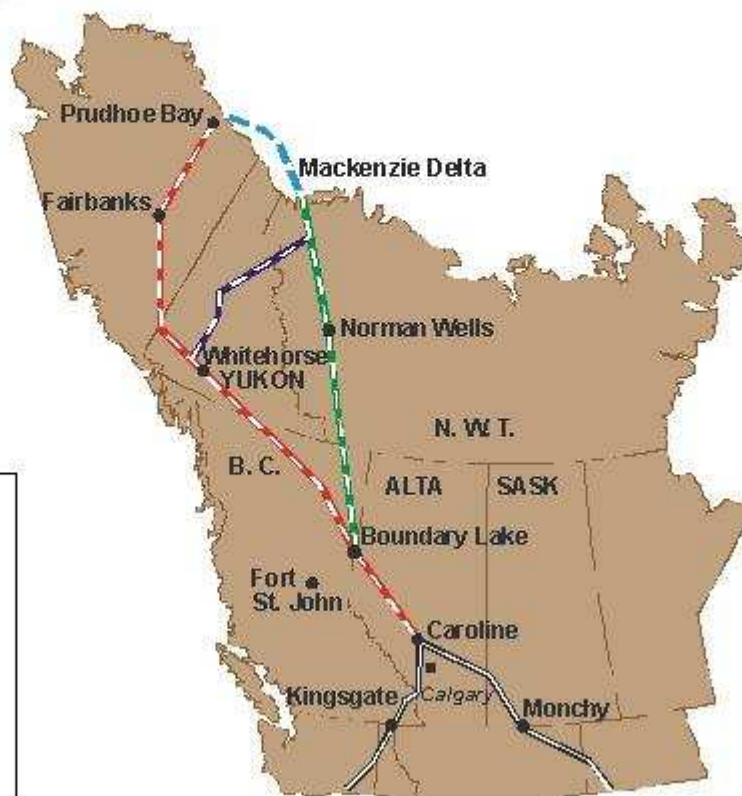 Prudhoe Bay
Mackenzie Delta
Fairbanks
Norman Wells
Whitehorse
YUKON
N. W. T.
B. C.
ALTA
SASK
Boundary Lake
Fort
St. John
Caroline
Kingsgate
Calgary
Monchy